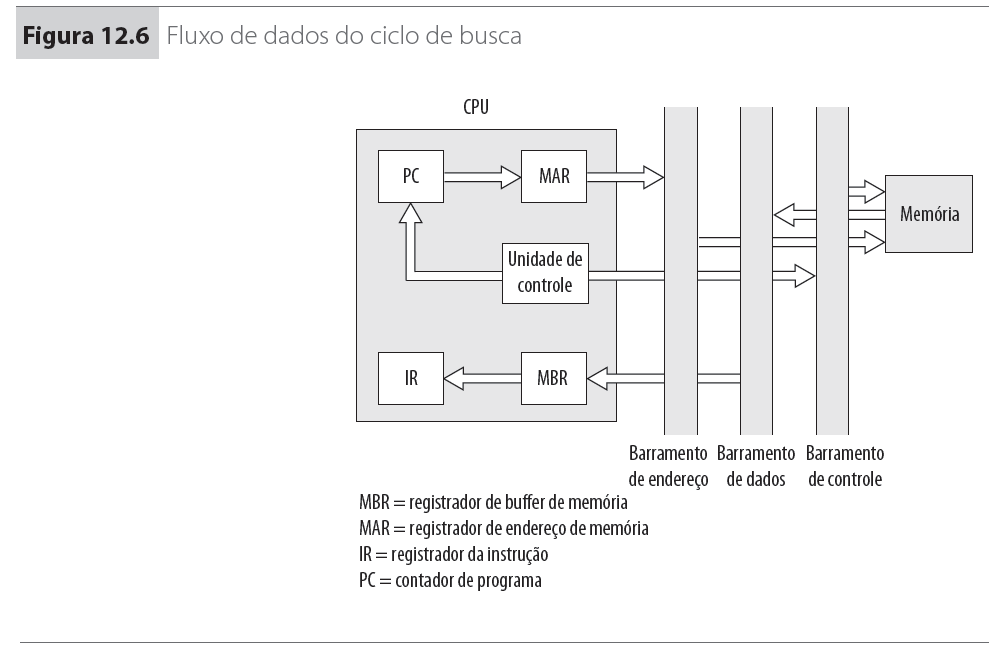 Figura 12.6 Fluxo de dados do ciclo de busca
CPU
PC
MAR
Memória
Unidade de
controle
IR
MBR
Barramento
de endereço
Barramento
de dados
Barramento
de controle
MBR = registrador de buffer de memória
MAR = registrador de endereço de memória
IR = registrador da instrução
PC = contador de programa